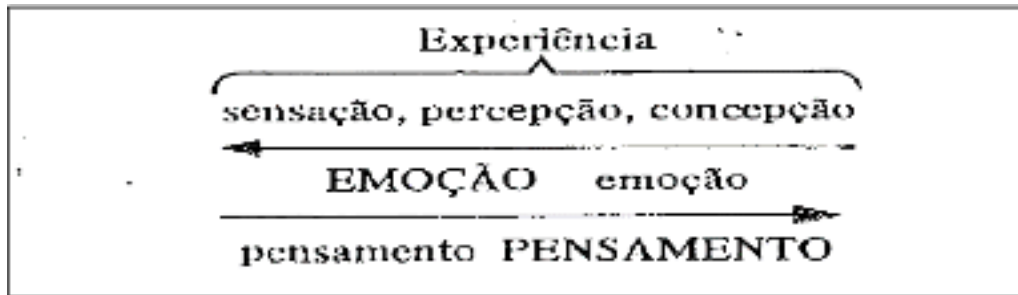 Experiência
sensação, percepção, concepção
EMOÇÃO emoção
pensamento PENSAMENTO